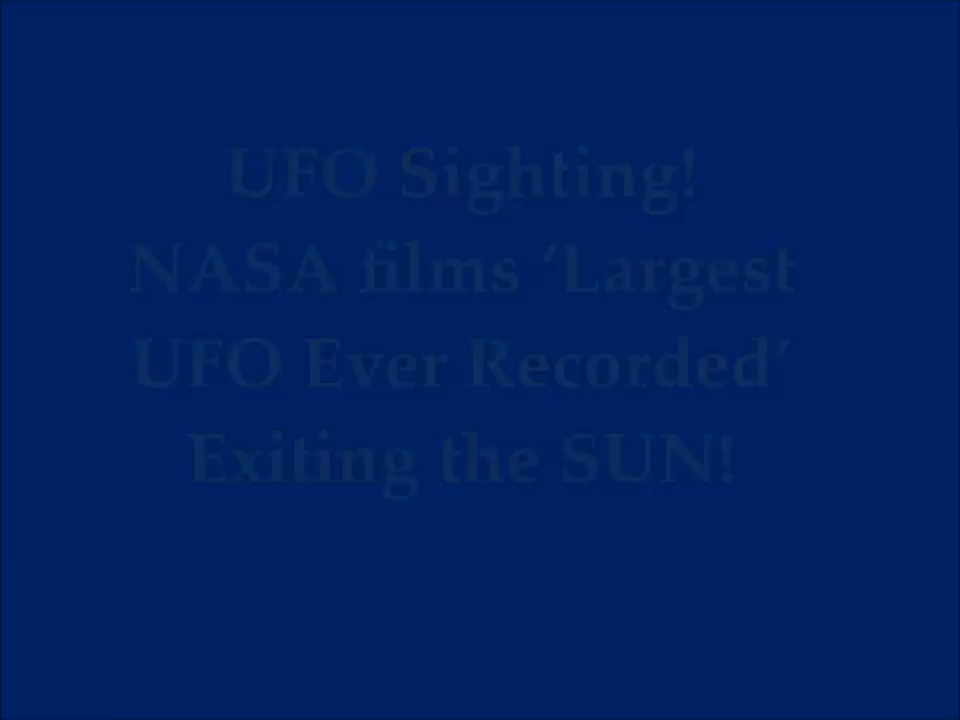 UFO Sighting!
NASA films ‘Largest
UFO Ever Recorded’
Exiting the SUN!